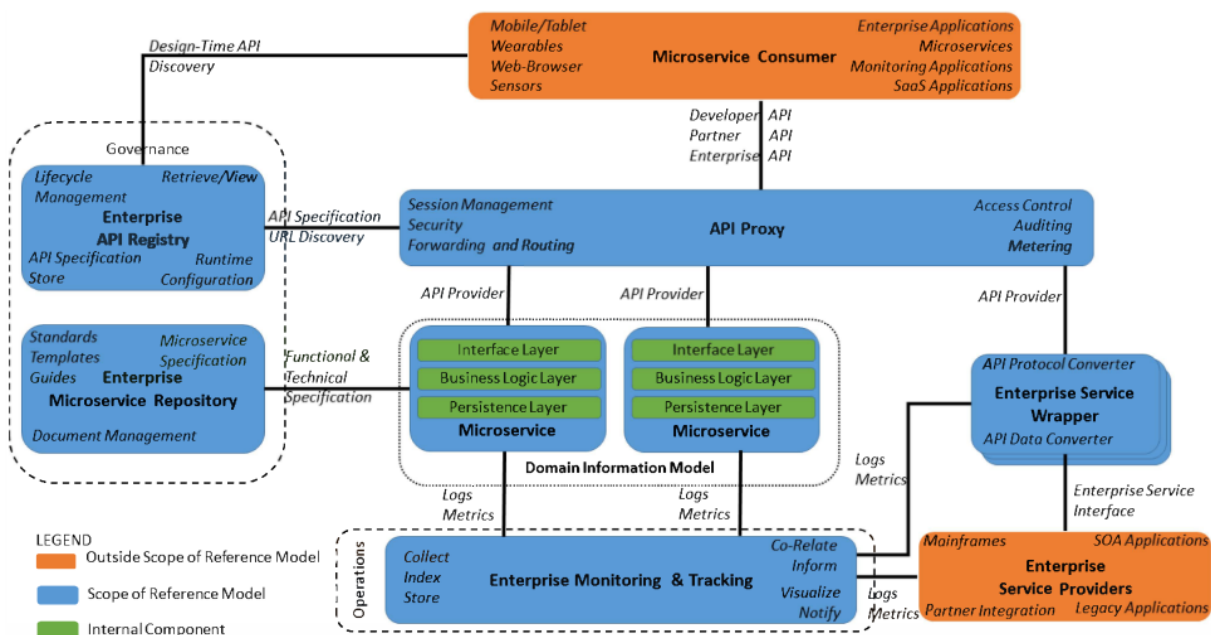 Design-Time API
Discovery
Mobile/Tablet
Wearables
Web-Browser
Sensors
Microservice Consumer
Enterprise Applications
Microservices
Monitoring Applications
SaaS Applications
Developer API
Partner API
Enterprise API
Governance
Lifecycle
Management
Retrieve/View
Enterprise
API Registry
API Specification
Store
Runtime
Configuration
API Specification
URL Discovery
Session Management
Security
Forwarding and Routing
API Proxy
Access Control
Auditing
Metering
API Provider
API Provider
API Provider
Standards
Templates
Guides
Microservice
Specification
Enterprise
Microservice Repository
Document Management
Functional &
Technical
Specification
Interface Layer
Business Logic Layer
Persistence Layer
Microservice
Interface Layer
Business Logic Layer
Persistence Layer
Microservice
Domain Information Model
API Protocol Converter
Enterprise Service
Wrapper
API Data Converter
Logs
Metrics
Logs
Metrics
Logs
Metrics
Enterprise Service
Interface
Operations
Collect
Index
Store
Enterprise Monitoring & Tracking
Co-Relate
Inform
Visualize
Notify
Logs
Metrics
Mainframes
SOA Applications
Enterprise
Service Providers
Partner Integration
Legacy Applications
LEGEND
Outside Scope of Reference Model
Scope of Reference Model
Internal Component